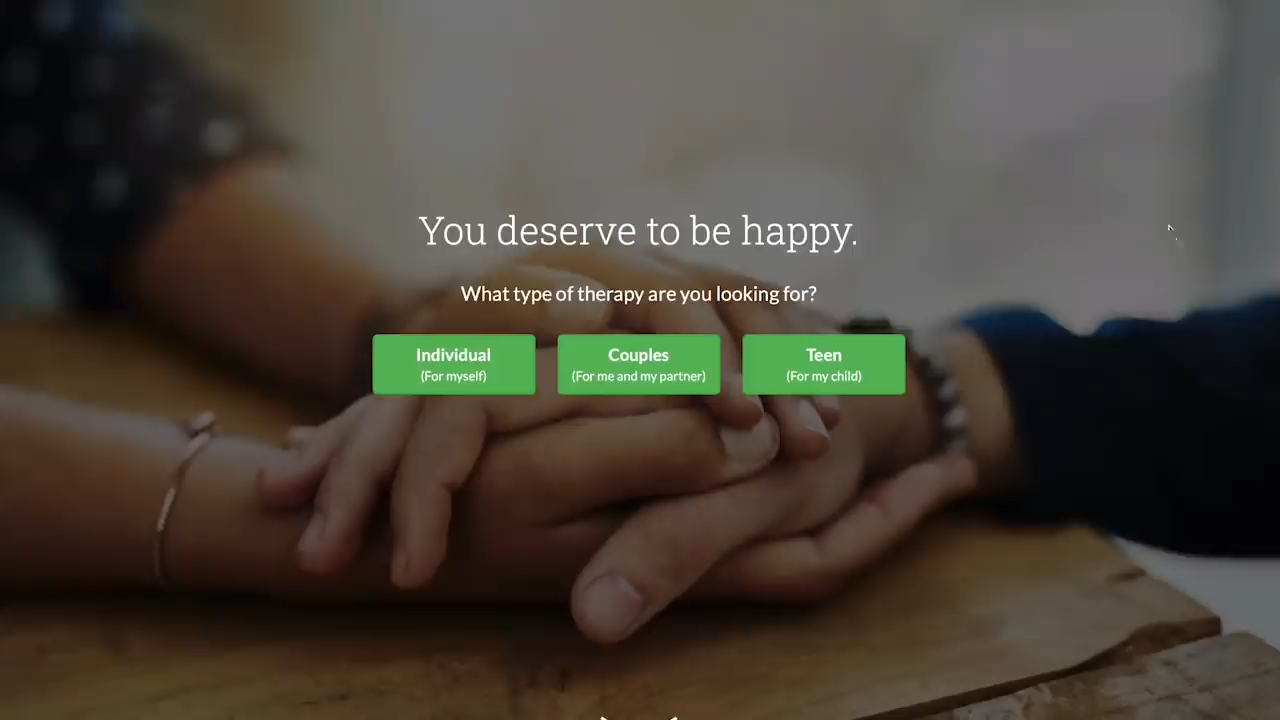 You deserve to be happy.
What type of therapy are you looking for?
Individual
(For myself)
Couples
(For me and my partner)
Teen
(For my child)